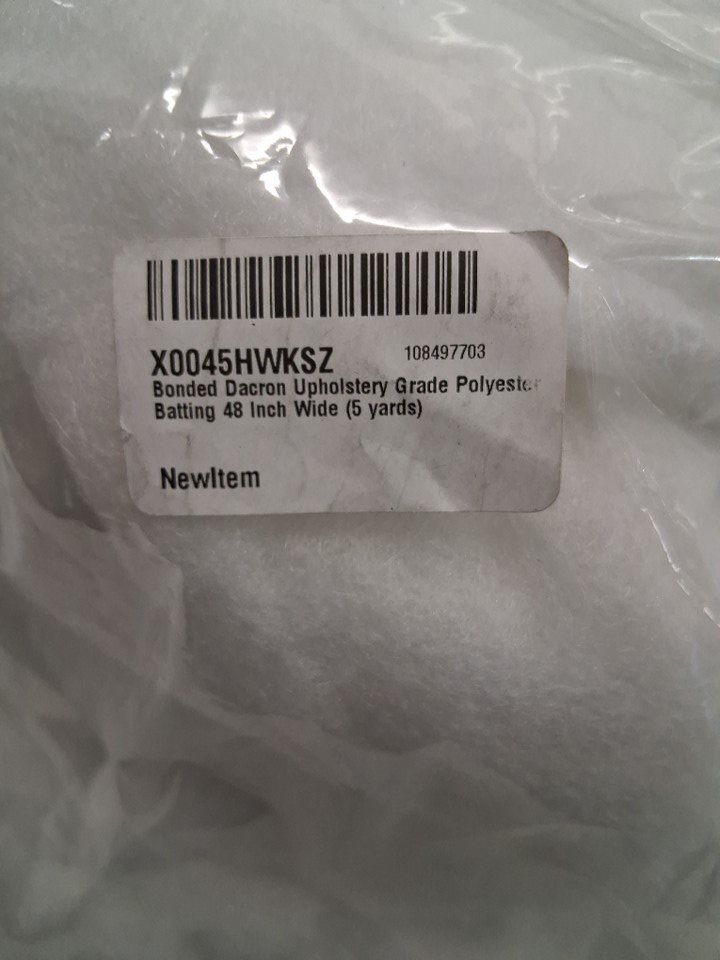 X0045HWKSZ 108497703
Bonded Dacron Upholstery Grade Polyester
Batting 48 Inch Wide (5 yards)
NewItem